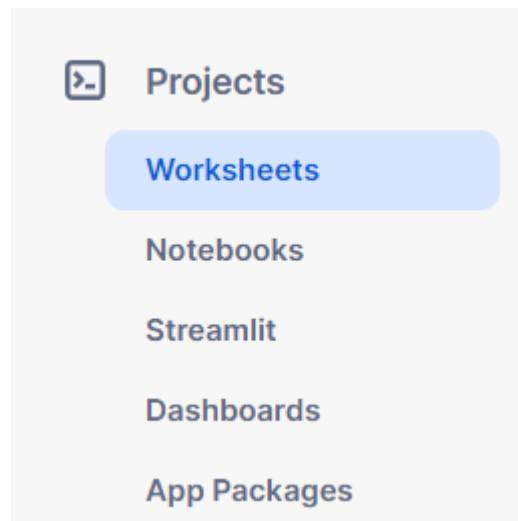 Projects
Worksheets
Notebooks
Streamlit
Dashboards
App Packages